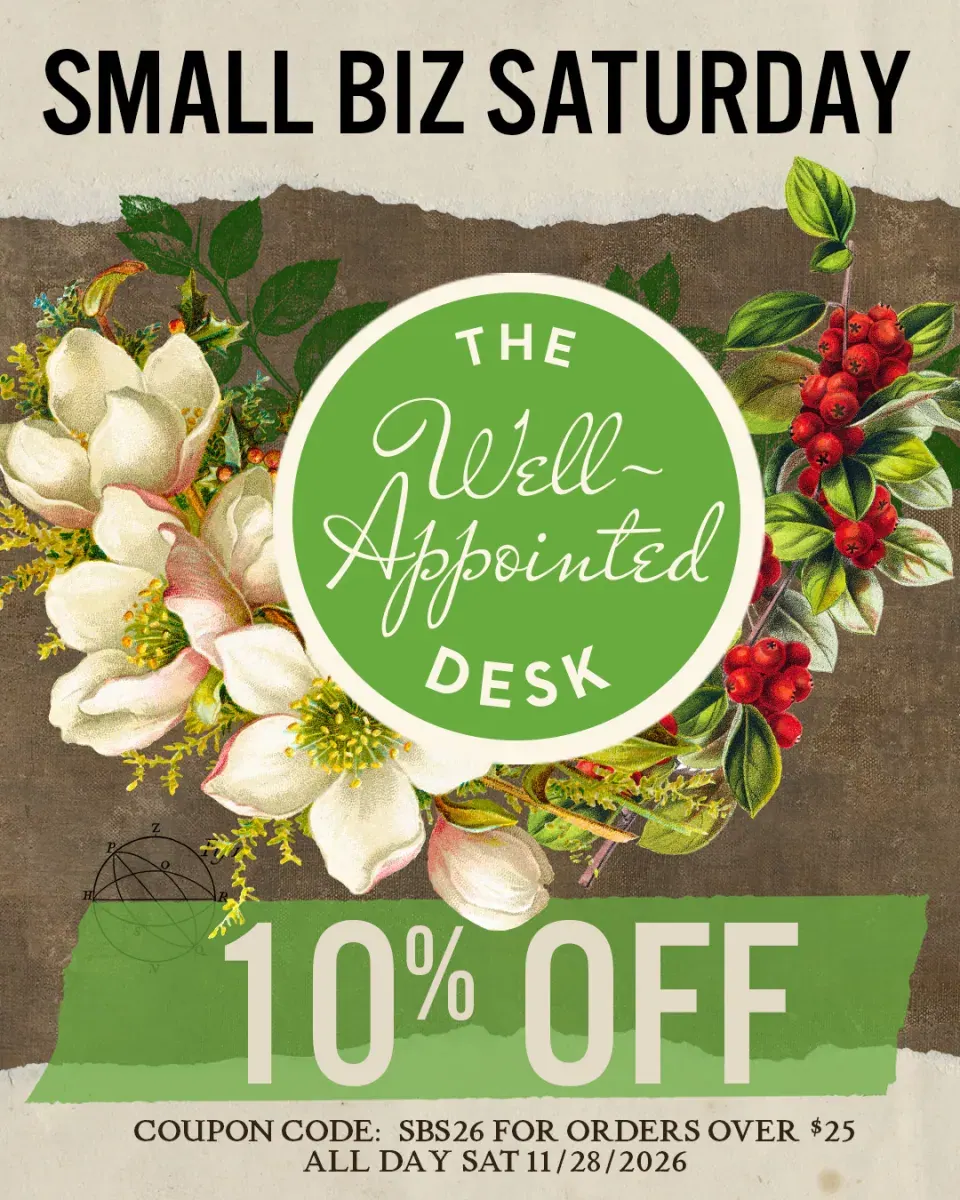 SMALL BIZ SATURDAY
THE
Well-
Appointed
DESK
Z
P
O
H
R
S
Q
N
10% OFF
COUPON CODE: SBS26 FOR ORDERS OVER $25
ALL DAY SAT 11/28/2026